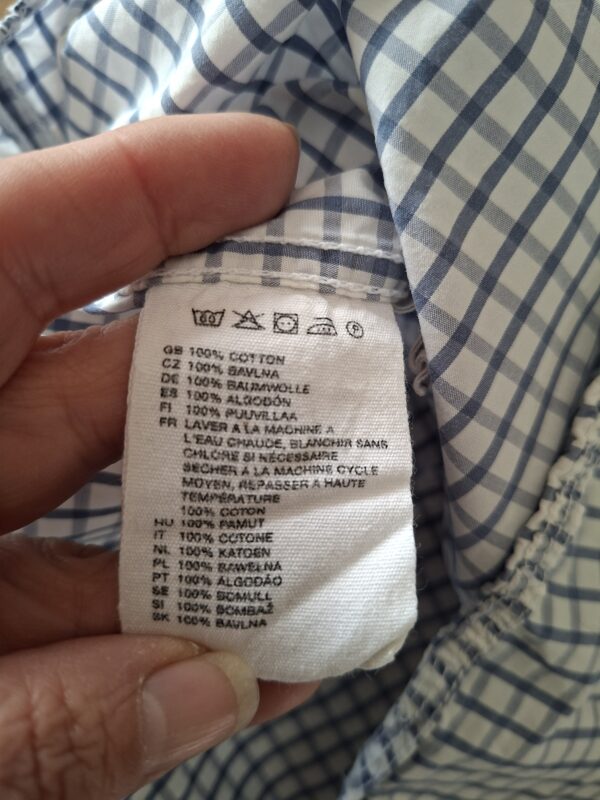 GB 100% COTTON
CZ 100% BAVLNA
DE 100% BAUMWOLLE
ES 100% ALGODÓN
FI 100% PUUVILLAA
FR LAVER A LA MACHINE A
L'EAU CHAUDE, BLANCHIR SANS
CHLORE SI NÉCESSAIRE
SÉCHER A LA MACHINE CYCLE
MOYEN, REPASSER A HAUTE
TEMPÉRATURE
100% COTON
HU 100% PAMUT
IT 100% COTONE
NL 100% KATOEN
PL 100% BAWEŁNA
PT 100% ALGODÃO
SE 100% BOMULL
SI 100% BOMBAŽ
SK 100% BAVLNA